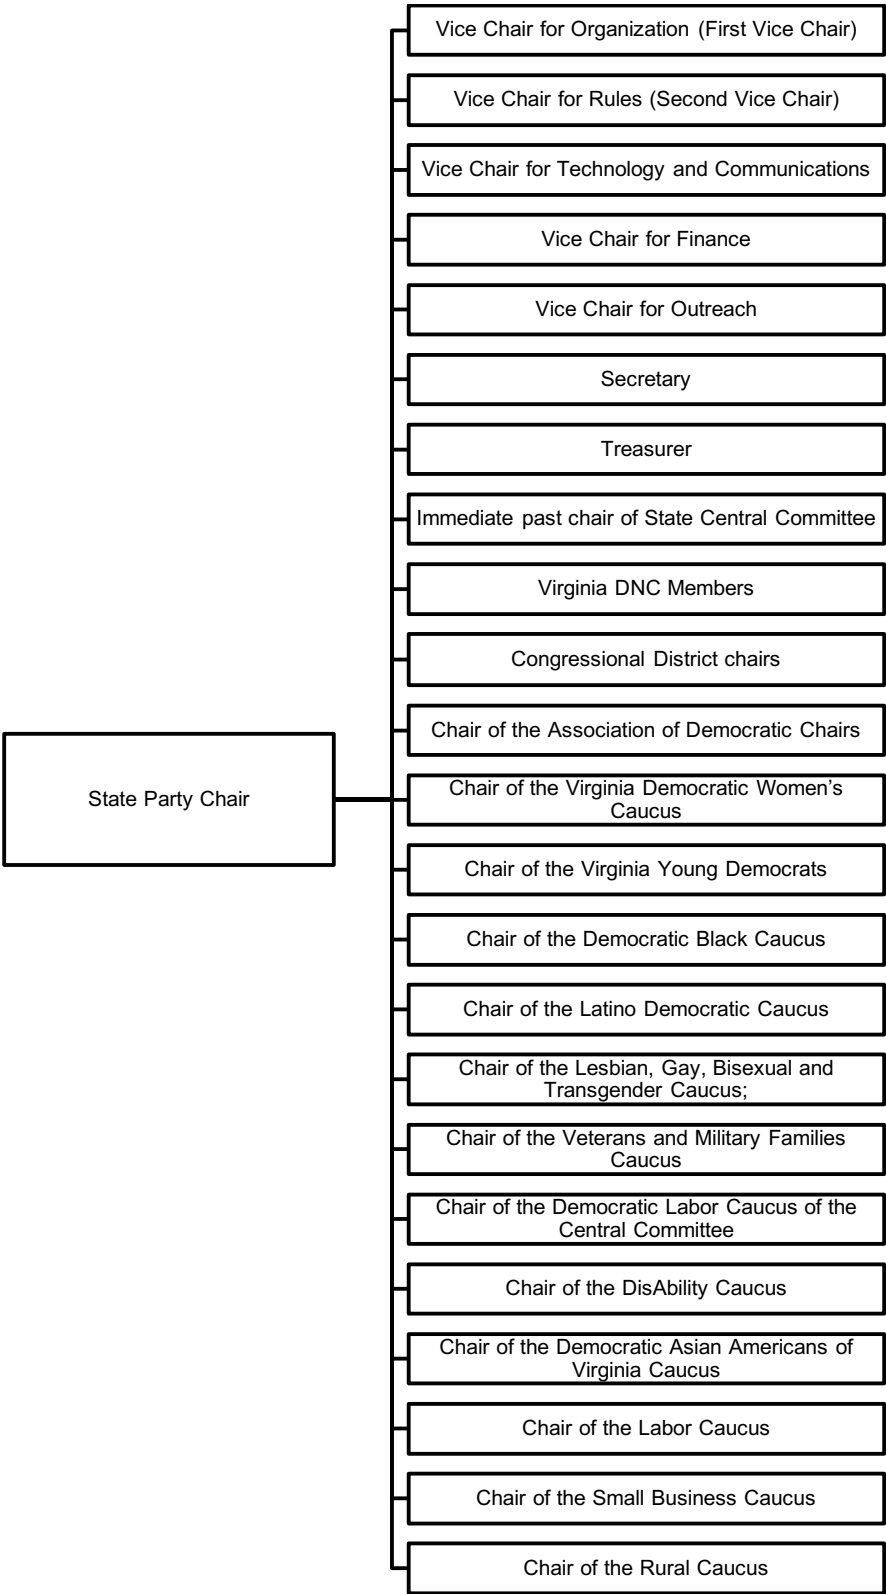 Vice Chair for Organization (First Vice Chair)
Vice Chair for Rules (Second Vice Chair)
Vice Chair for Technology and Communications
Vice Chair for Finance
Vice Chair for Outreach
Secretary
Treasurer
Immediate past chair of State Central Committee
Virginia DNC Members
Congressional District chairs
Chair of the Association of Democratic Chairs
State Party Chair
Chair of the Virginia Democratic Women’s
Caucus
Chair of the Virginia Young Democrats
Chair of the Democratic Black Caucus
Chair of the Latino Democratic Caucus
Chair of the Lesbian, Gay, Bisexual and
Transgender Caucus;
Chair of the Veterans and Military Families
Caucus
Chair of the Democratic Labor Caucus of the
Central Committee
Chair of the DisAbility Caucus
Chair of the Democratic Asian Americans of
Virginia Caucus
Chair of the Labor Caucus
Chair of the Small Business Caucus
Chair of the Rural Caucus